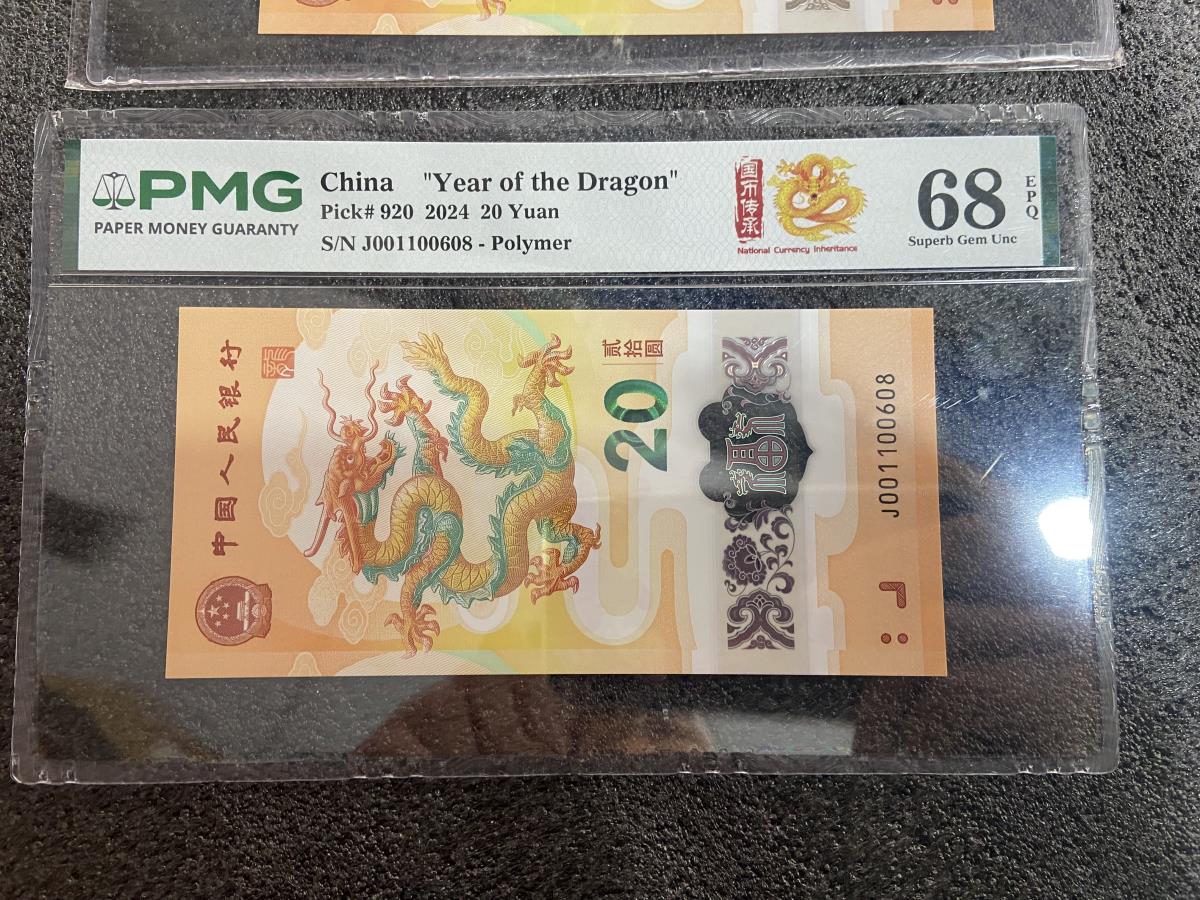 PMG
PAPER MONEY GUARANTY
China "Year of the Dragon"
Pick# 920 2024 20 Yuan
S/N J001100608 - Polymer
国币传承
National Currency Inheritance
68
EPQ
Superb Gem Unc
中国人民银行
贰拾圆
20
福
J001100608